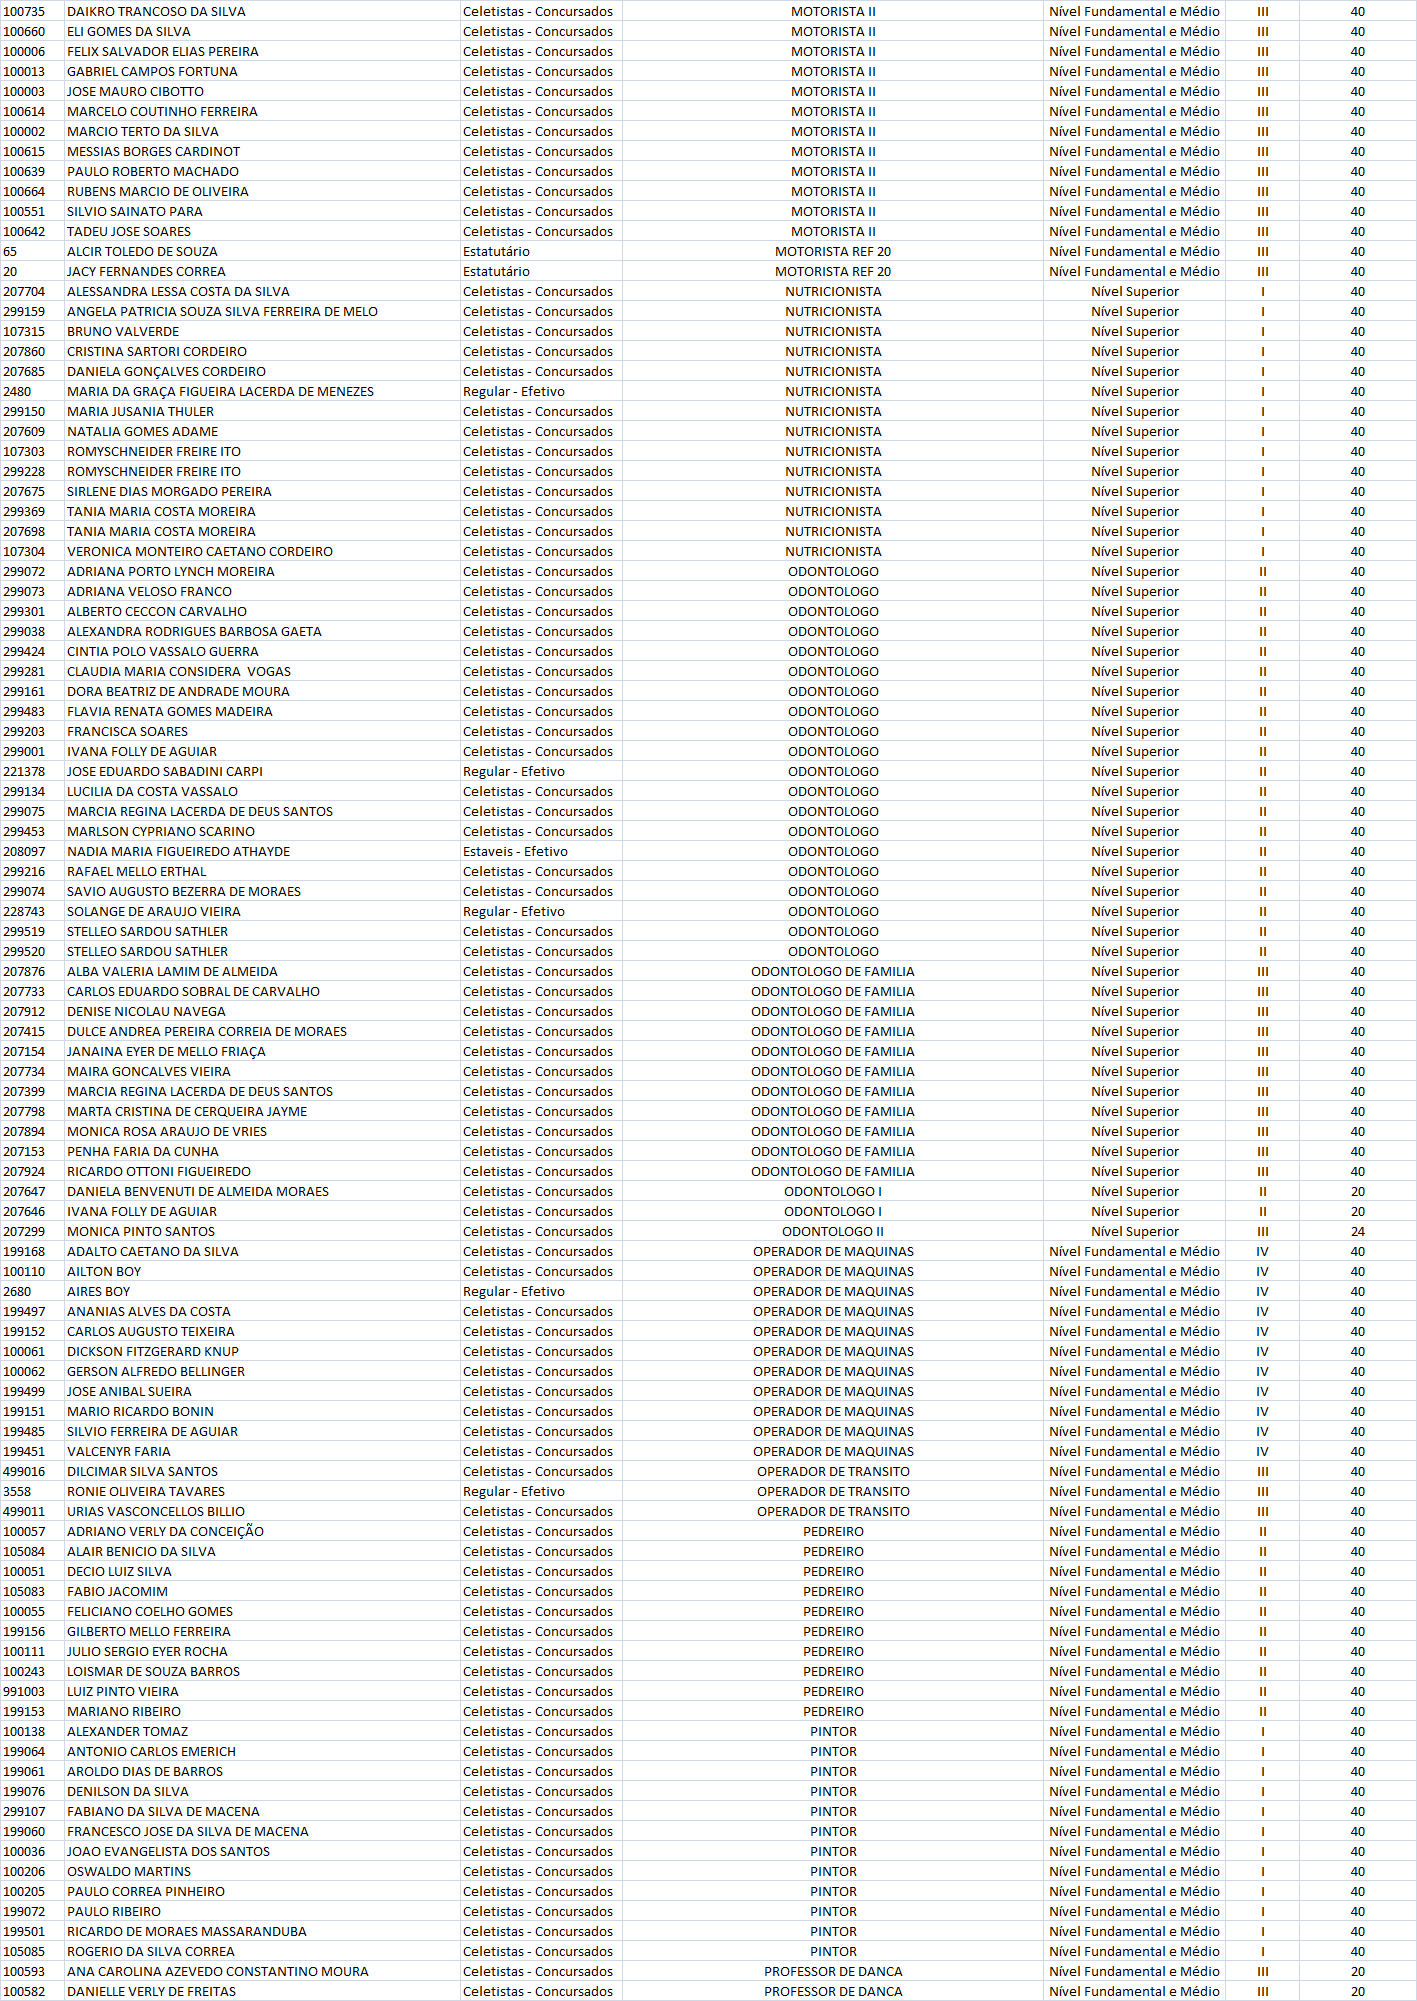 100735 DAIKRO TRANCOSO DA SILVA Celetistas - Concursados MOTORISTA II Nível Fundamental e Médio III 40
100660 ELI GOMES DA SILVA Celetistas - Concursados MOTORISTA II Nível Fundamental e Médio III 40
100006 FELIX SALVADOR ELIAS PEREIRA Celetistas - Concursados MOTORISTA II Nível Fundamental e Médio III 40
100013 GABRIEL CAMPOS FORTUNA Celetistas - Concursados MOTORISTA II Nível Fundamental e Médio III 40
100003 JOSE MAURO CIBOTTO Celetistas - Concursados MOTORISTA II Nível Fundamental e Médio III 40
100614 MARCELO COUTINHO FERREIRA Celetistas - Concursados MOTORISTA II Nível Fundamental e Médio III 40
100002 MARCIO TERTO DA SILVA Celetistas - Concursados MOTORISTA II Nível Fundamental e Médio III 40
100615 MESSIAS BORGES CARDINOT Celetistas - Concursados MOTORISTA II Nível Fundamental e Médio III 40
100639 PAULO ROBERTO MACHADO Celetistas - Concursados MOTORISTA II Nível Fundamental e Médio III 40
100664 RUBENS MARCIO DE OLIVEIRA Celetistas - Concursados MOTORISTA II Nível Fundamental e Médio III 40
100551 SILVIO SAINATO PARA Celetistas - Concursados MOTORISTA II Nível Fundamental e Médio III 40
100642 TADEU JOSE SOARES Celetistas - Concursados MOTORISTA II Nível Fundamental e Médio III 40
65 ALCIR TOLEDO DE SOUZA Estatutário MOTORISTA REF 20 Nível Fundamental e Médio III 40
20 JACY FERNANDES CORREA Estatutário MOTORISTA REF 20 Nível Fundamental e Médio III 40
207704 ALESSANDRA LESSA COSTA DA SILVA Celetistas - Concursados NUTRICIONISTA Nível Superior I 40
299159 ANGELA PATRICIA SOUZA SILVA FERREIRA DE MELO Celetistas - Concursados NUTRICIONISTA Nível Superior I 40
107315 BRUNO VALVERDE Celetistas - Concursados NUTRICIONISTA Nível Superior I 40
207860 CRISTINA SARTORI CORDEIRO Celetistas - Concursados NUTRICIONISTA Nível Superior I 40
207685 DANIELA GONÇALVES CORDEIRO Celetistas - Concursados NUTRICIONISTA Nível Superior I 40
2480 MARIA DA GRAÇA FIGUEIRA LACERDA DE MENEZES Regular - Efetivo NUTRICIONISTA Nível Superior I 40
299150 MARIA JUSANIA THULER Celetistas - Concursados NUTRICIONISTA Nível Superior I 40
207609 NATALIA GOMES ADAME Celetistas - Concursados NUTRICIONISTA Nível Superior I 40
107303 ROMYSCHNEIDER FREIRE ITO Celetistas - Concursados NUTRICIONISTA Nível Superior I 40
299228 ROMYSCHNEIDER FREIRE ITO Celetistas - Concursados NUTRICIONISTA Nível Superior I 40
207675 SIRLENE DIAS MORGADO PEREIRA Celetistas - Concursados NUTRICIONISTA Nível Superior I 40
299369 TANIA MARIA COSTA MOREIRA Celetistas - Concursados NUTRICIONISTA Nível Superior I 40
207698 TANIA MARIA COSTA MOREIRA Celetistas - Concursados NUTRICIONISTA Nível Superior I 40
107304 VERONICA MONTEIRO CAETANO CORDEIRO Celetistas - Concursados NUTRICIONISTA Nível Superior I 40
299072 ADRIANA PORTO LYNCH MOREIRA Celetistas - Concursados ODONTOLOGO Nível Superior II 40
299073 ADRIANA VELOSO FRANCO Celetistas - Concursados ODONTOLOGO Nível Superior II 40
299301 ALBERTO CECCON CARVALHO Celetistas - Concursados ODONTOLOGO Nível Superior II 40
299038 ALEXANDRA RODRIGUES BARBOSA GAETA Celetistas - Concursados ODONTOLOGO Nível Superior II 40
299424 CINTIA POLO VASSALO GUERRA Celetistas - Concursados ODONTOLOGO Nível Superior II 40
299281 CLAUDIA MARIA CONSIDERA VOGAS Celetistas - Concursados ODONTOLOGO Nível Superior II 40
299161 DORA BEATRIZ DE ANDRADE MOURA Celetistas - Concursados ODONTOLOGO Nível Superior II 40
299483 FLAVIA RENATA GOMES MADEIRA Celetistas - Concursados ODONTOLOGO Nível Superior II 40
299203 FRANCISCA SOARES Celetistas - Concursados ODONTOLOGO Nível Superior II 40
299001 IVANA FOLLY DE AGUIAR Celetistas - Concursados ODONTOLOGO Nível Superior II 40
221378 JOSE EDUARDO SABADINI CARPI Regular - Efetivo ODONTOLOGO Nível Superior II 40
299134 LUCILIA DA COSTA VASSALO Celetistas - Concursados ODONTOLOGO Nível Superior II 40
299075 MARCIA REGINA LACERDA DE DEUS SANTOS Celetistas - Concursados ODONTOLOGO Nível Superior II 40
299453 MARLSON CYPRIANO SCARINO Celetistas - Concursados ODONTOLOGO Nível Superior II 40
208097 NADIA MARIA FIGUEIREDO ATHAYDE Estaveis - Efetivo ODONTOLOGO Nível Superior II 40
299216 RAFAEL MELLO ERTHAL Celetistas - Concursados ODONTOLOGO Nível Superior II 40
299074 SAVIO AUGUSTO BEZERRA DE MORAES Celetistas - Concursados ODONTOLOGO Nível Superior II 40
228743 SOLANGE DE ARAUJO VIEIRA Regular - Efetivo ODONTOLOGO Nível Superior II 40
299519 STELLEO SARDOU SATHLER Celetistas - Concursados ODONTOLOGO Nível Superior II 40
299520 STELLEO SARDOU SATHLER Celetistas - Concursados ODONTOLOGO Nível Superior II 40
207876 ALBA VALERIA LAMIM DE ALMEIDA Celetistas - Concursados ODONTOLOGO DE FAMILIA Nível Superior III 40
207733 CARLOS EDUARDO SOBRAL DE CARVALHO Celetistas - Concursados ODONTOLOGO DE FAMILIA Nível Superior III 40
207912 DENISE NICOLAU NAVEGA Celetistas - Concursados ODONTOLOGO DE FAMILIA Nível Superior III 40
207415 DULCE ANDREA PEREIRA CORREIA DE MORAES Celetistas - Concursados ODONTOLOGO DE FAMILIA Nível Superior III 40
207154 JANAINA EYER DE MELLO FRIAÇA Celetistas - Concursados ODONTOLOGO DE FAMILIA Nível Superior III 40
207734 MAIRA GONCALVES VIEIRA Celetistas - Concursados ODONTOLOGO DE FAMILIA Nível Superior III 40
207399 MARCIA REGINA LACERDA DE DEUS SANTOS Celetistas - Concursados ODONTOLOGO DE FAMILIA Nível Superior III 40
207798 MARTA CRISTINA DE CERQUEIRA JAYME Celetistas - Concursados ODONTOLOGO DE FAMILIA Nível Superior III 40
207894 MONICA ROSA ARAUJO DE VRIES Celetistas - Concursados ODONTOLOGO DE FAMILIA Nível Superior III 40
207153 PENHA FARIA DA CUNHA Celetistas - Concursados ODONTOLOGO DE FAMILIA Nível Superior III 40
207924 RICARDO OTTONI FIGUEIREDO Celetistas - Concursados ODONTOLOGO DE FAMILIA Nível Superior III 40
207647 DANIELA BENVENUTI DE ALMEIDA MORAES Celetistas - Concursados ODONTOLOGO I Nível Superior II 20
207646 IVANA FOLLY DE AGUIAR Celetistas - Concursados ODONTOLOGO I Nível Superior II 20
207299 MONICA PINTO SANTOS Celetistas - Concursados ODONTOLOGO II Nível Superior III 24
199168 ADALTO CAETANO DA SILVA Celetistas - Concursados OPERADOR DE MAQUINAS Nível Fundamental e Médio IV 40
100110 AILTON BOY Celetistas - Concursados OPERADOR DE MAQUINAS Nível Fundamental e Médio IV 40
2680 AIRES BOY Regular - Efetivo OPERADOR DE MAQUINAS Nível Fundamental e Médio IV 40
199497 ANANIAS ALVES DA COSTA Celetistas - Concursados OPERADOR DE MAQUINAS Nível Fundamental e Médio IV 40
199152 CARLOS AUGUSTO TEIXEIRA Celetistas - Concursados OPERADOR DE MAQUINAS Nível Fundamental e Médio IV 40
100061 DICKSON FITZGERARD KNUP Celetistas - Concursados OPERADOR DE MAQUINAS Nível Fundamental e Médio IV 40
100062 GERSON ALFREDO BELLINGER Celetistas - Concursados OPERADOR DE MAQUINAS Nível Fundamental e Médio IV 40
199499 JOSE ANIBAL SUEIRA Celetistas - Concursados OPERADOR DE MAQUINAS Nível Fundamental e Médio IV 40
199151 MARIO RICARDO BONIN Celetistas - Concursados OPERADOR DE MAQUINAS Nível Fundamental e Médio IV 40
199485 SILVIO FERREIRA DE AGUIAR Celetistas - Concursados OPERADOR DE MAQUINAS Nível Fundamental e Médio IV 40
199451 VALCENYR FARIA Celetistas - Concursados OPERADOR DE MAQUINAS Nível Fundamental e Médio IV 40
499016 DILCIMAR SILVA SANTOS Celetistas - Concursados OPERADOR DE TRANSITO Nível Fundamental e Médio III 40
3558 RONIE OLIVEIRA TAVARES Regular - Efetivo OPERADOR DE TRANSITO Nível Fundamental e Médio III 40
499011 URIAS VASCONCELLOS BILLIO Celetistas - Concursados OPERADOR DE TRANSITO Nível Fundamental e Médio III 40
100057 ADRIANO VERLY DA CONCEIÇÃO Celetistas - Concursados PEDREIRO Nível Fundamental e Médio II 40
105084 ALAIR BENICIO DA SILVA Celetistas - Concursados PEDREIRO Nível Fundamental e Médio II 40
100051 DECIO LUIZ SILVA Celetistas - Concursados PEDREIRO Nível Fundamental e Médio II 40
105083 FABIO JACOMIM Celetistas - Concursados PEDREIRO Nível Fundamental e Médio II 40
100055 FELICIANO COELHO GOMES Celetistas - Concursados PEDREIRO Nível Fundamental e Médio II 40
199156 GILBERTO MELLO FERREIRA Celetistas - Concursados PEDREIRO Nível Fundamental e Médio II 40
100111 JULIO SERGIO EYER ROCHA Celetistas - Concursados PEDREIRO Nível Fundamental e Médio II 40
100243 LOISMAR DE SOUZA BARROS Celetistas - Concursados PEDREIRO Nível Fundamental e Médio II 40
991003 LUIZ PINTO VIEIRA Celetistas - Concursados PEDREIRO Nível Fundamental e Médio II 40
199153 MARIANO RIBEIRO Celetistas - Concursados PEDREIRO Nível Fundamental e Médio II 40
100138 ALEXANDER TOMAZ Celetistas - Concursados PINTOR Nível Fundamental e Médio I 40
199064 ANTONIO CARLOS EMERICH Celetistas - Concursados PINTOR Nível Fundamental e Médio I 40
199061 AROLDO DIAS DE BARROS Celetistas - Concursados PINTOR Nível Fundamental e Médio I 40
199076 DENILSON DA SILVA Celetistas - Concursados PINTOR Nível Fundamental e Médio I 40
299107 FABIANO DA SILVA DE MACENA Celetistas - Concursados PINTOR Nível Fundamental e Médio I 40
199060 FRANCESCO JOSE DA SILVA DE MACENA Celetistas - Concursados PINTOR Nível Fundamental e Médio I 40
100036 JOAO EVANGELISTA DOS SANTOS Celetistas - Concursados PINTOR Nível Fundamental e Médio I 40
100206 OSWALDO MARTINS Celetistas - Concursados PINTOR Nível Fundamental e Médio I 40
100205 PAULO CORREA PINHEIRO Celetistas - Concursados PINTOR Nível Fundamental e Médio I 40
199072 PAULO RIBEIRO Celetistas - Concursados PINTOR Nível Fundamental e Médio I 40
199501 RICARDO DE MORAES MASSARANDUBA Celetistas - Concursados PINTOR Nível Fundamental e Médio I 40
105085 ROGERIO DA SILVA CORREA Celetistas - Concursados PINTOR Nível Fundamental e Médio I 40
100593 ANA CAROLINA AZEVEDO CONSTANTINO MOURA Celetistas - Concursados PROFESSOR DE DANCA Nível Fundamental e Médio III 20
100582 DANIELLE VERLY DE FREITAS Celetistas - Concursados PROFESSOR DE DANCA Nível Fundamental e Médio III 20